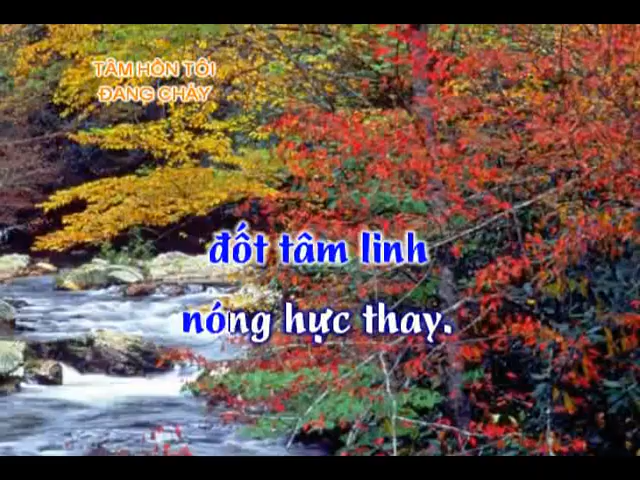 TÂM HỒN TÔI
ĐANG CHÁY
đốt tâm linh
nóng hực thay.